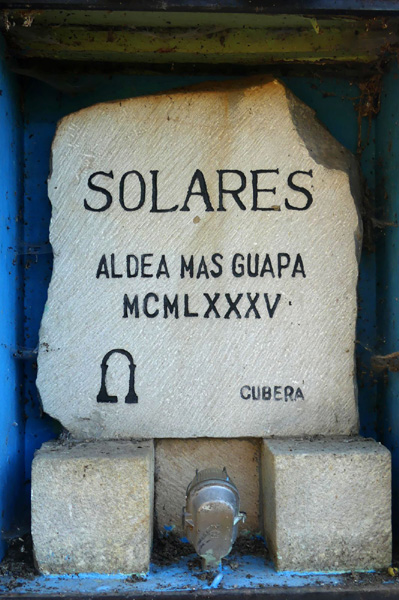 SOLARES
ALDEA MAS GUAPA
MCMLXXXV
CUBERA